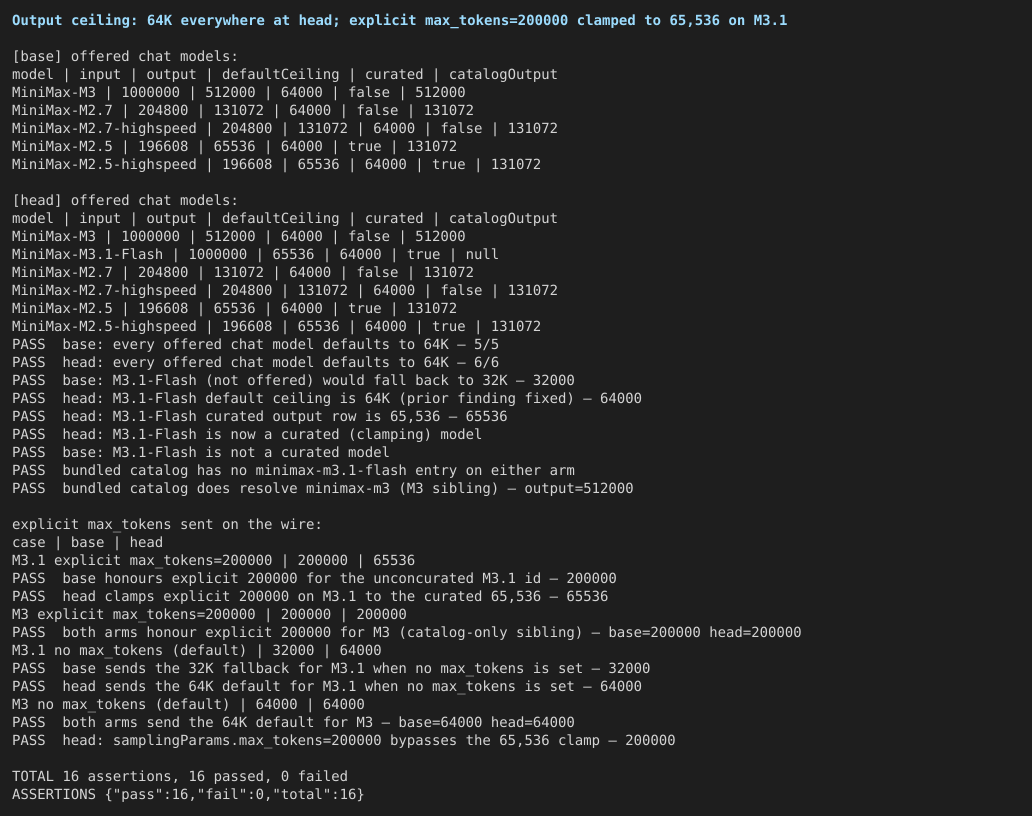 Output ceiling: 64K everywhere at head; explicit max_tokens=200000 clamped to 65,536 on M3.1
[base] offered chat models:
model | input | output | defaultCeiling | curated | catalogOutput
MiniMax-M3 | 1000000 | 512000 | 64000 | false | 512000
MiniMax-M2.7 | 204800 | 131072 | 64000 | false | 131072
MiniMax-M2.7-highspeed | 204800 | 131072 | 64000 | false | 131072
MiniMax-M2.5 | 196608 | 65536 | 64000 | true | 131072
MiniMax-M2.5-highspeed | 196608 | 65536 | 64000 | true | 131072
[head] offered chat models:
model | input | output | defaultCeiling | curated | catalogOutput
MiniMax-M3 | 1000000 | 512000 | 64000 | false | 512000
MiniMax-M3.1-Flash | 1000000 | 65536 | 64000 | true | null
MiniMax-M2.7 | 204800 | 131072 | 64000 | false | 131072
MiniMax-M2.7-highspeed | 204800 | 131072 | 64000 | false | 131072
MiniMax-M2.5 | 196608 | 65536 | 64000 | true | 131072
MiniMax-M2.5-highspeed | 196608 | 65536 | 64000 | true | 131072
PASS  base: every offered chat model defaults to 64K — 5/5
PASS  head: every offered chat model defaults to 64K — 6/6
PASS  base: M3.1-Flash (not offered) would fall back to 32K — 32000
PASS  head: M3.1-Flash default ceiling is 64K (prior finding fixed) — 64000
PASS  head: M3.1-Flash curated output row is 65,536 — 65536
PASS  head: M3.1-Flash is now a curated (clamping) model
PASS  base: M3.1-Flash is not a curated model
PASS  bundled catalog has no minimax-m3.1-flash entry on either arm
PASS  bundled catalog does resolve minimax-m3 (M3 sibling) — output=512000
explicit max_tokens sent on the wire:
case | base | head
M3.1 explicit max_tokens=200000 | 200000 | 65536
PASS  base honours explicit 200000 for the uncurated M3.1 id — 200000
PASS  head clamps explicit 200000 on M3.1 to the curated 65,536 — 65536
M3 explicit max_tokens=200000 | 200000 | 200000
PASS  both arms honour explicit 200000 for M3 (catalog-only sibling) — base=200000 head=200000
M3.1 no max_tokens (default) | 32000 | 64000
PASS  base sends the 32K fallback for M3.1 when no max_tokens is set — 32000
PASS  head sends the 64K default for M3.1 when no max_tokens is set — 64000
M3 no max_tokens (default) | 64000 | 64000
PASS  both arms send the 64K default for M3 — base=64000 head=64000
PASS  head: samplingParams.max_tokens=200000 bypasses the 65,536 clamp — 200000
TOTAL 16 assertions, 16 passed, 0 failed
ASSERTIONS {"pass":16,"fail":0,"total":16}